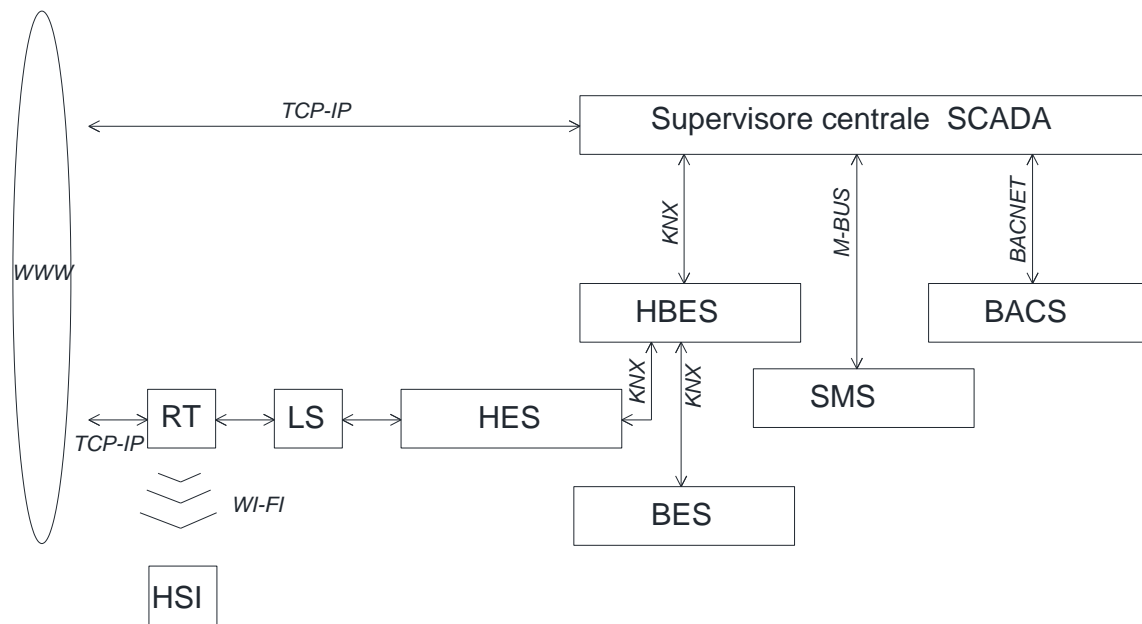 TCP-IP
Supervisore centrale SCADA
KNX
M-BUS
BACNET
WWW
HBES
BACS
KNX
KNX
SMS
RT
LS
HES
TCP-IP
WI-FI
BES
HSI